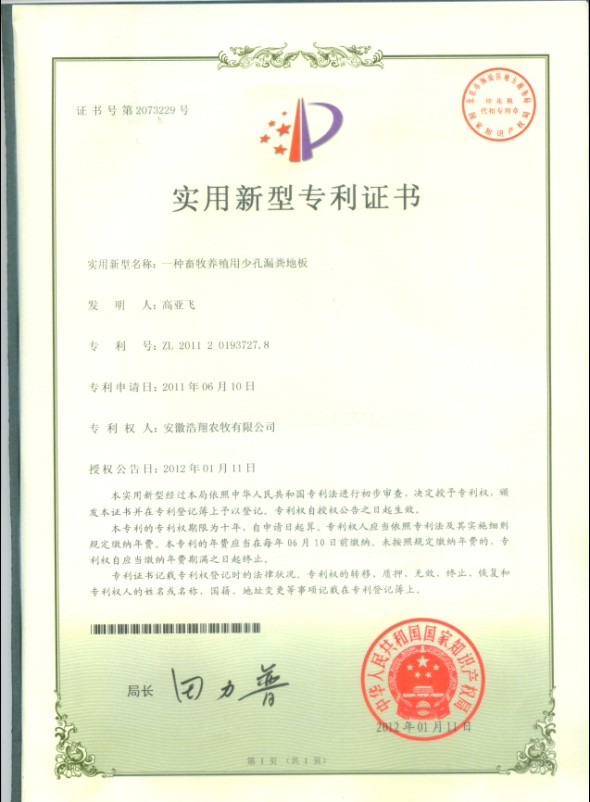 证书号第2073229号
印花税
代扣专用章
国家知识产权局
实用新型专利证书
实用新型名称：一种畜牧养殖用少孔漏粪地板
发明人：高亚飞
专利号：ZL 2011 2 0193727.8
专利申请日：2011年06月10日
专利权人：安徽浩翔农牧有限公司
授权公告日：2012年01月11日
本实用新型经过本局依照中华人民共和国专利法进行初步审查，决定授予专利权，颁
发本证书并在专利登记簿上予以登记。专利权自授权公告之日起生效。
本专利的专利权期限为十年，自申请日起算。专利权人应当依照专利法及其实施细则
规定缴纳年费。本专利的年费应当在每年06月10日前缴纳。未按照规定缴纳年费的，专
利权自应当缴纳年费期满之日起终止。
专利证书记载专利权登记时的法律状况。专利权的转移、质押、无效、终止、恢复和
专利权人的姓名或名称、国籍、地址变更等事项记载在专利登记簿上。
局长
田力普
中华人民共和国国家知识产权局
2012年01月11日
第1页（共1页）